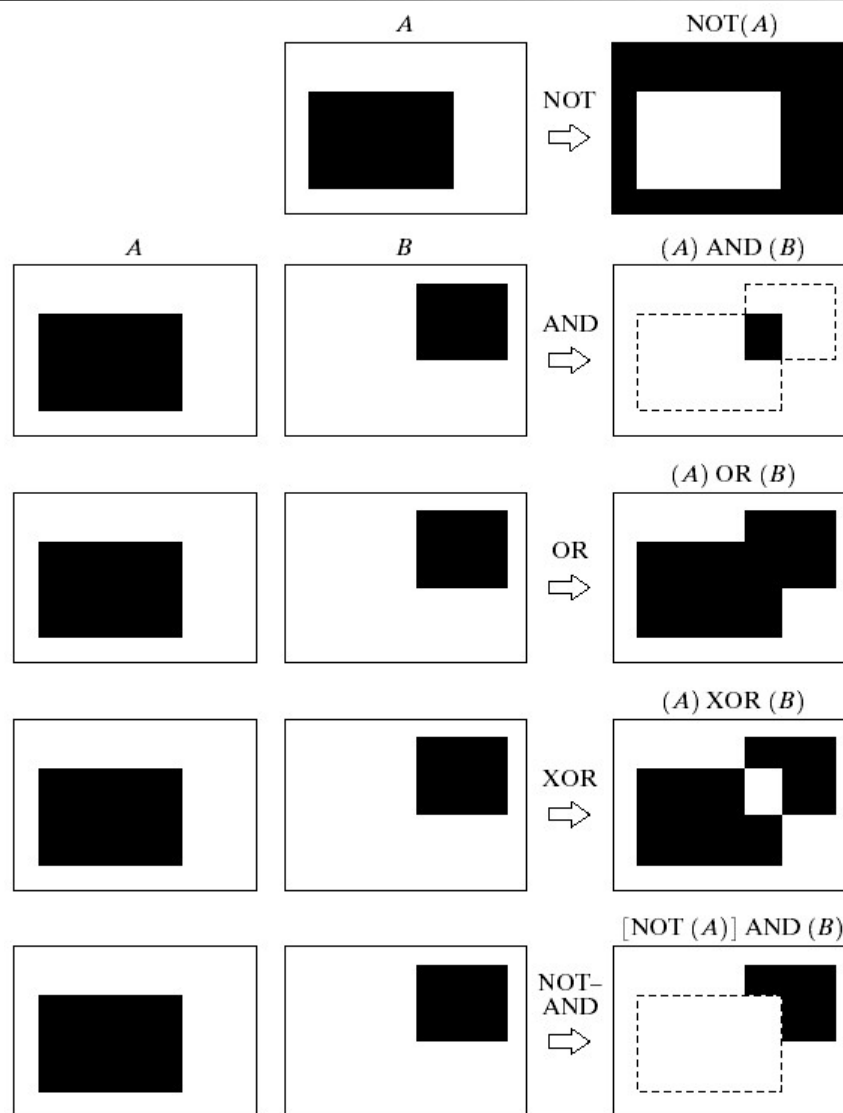 A NOT(A)
NOT
A B (A) AND (B)
AND
(A) OR (B)
OR
(A) XOR (B)
XOR
[NOT (A)] AND (B)
NOT–
AND